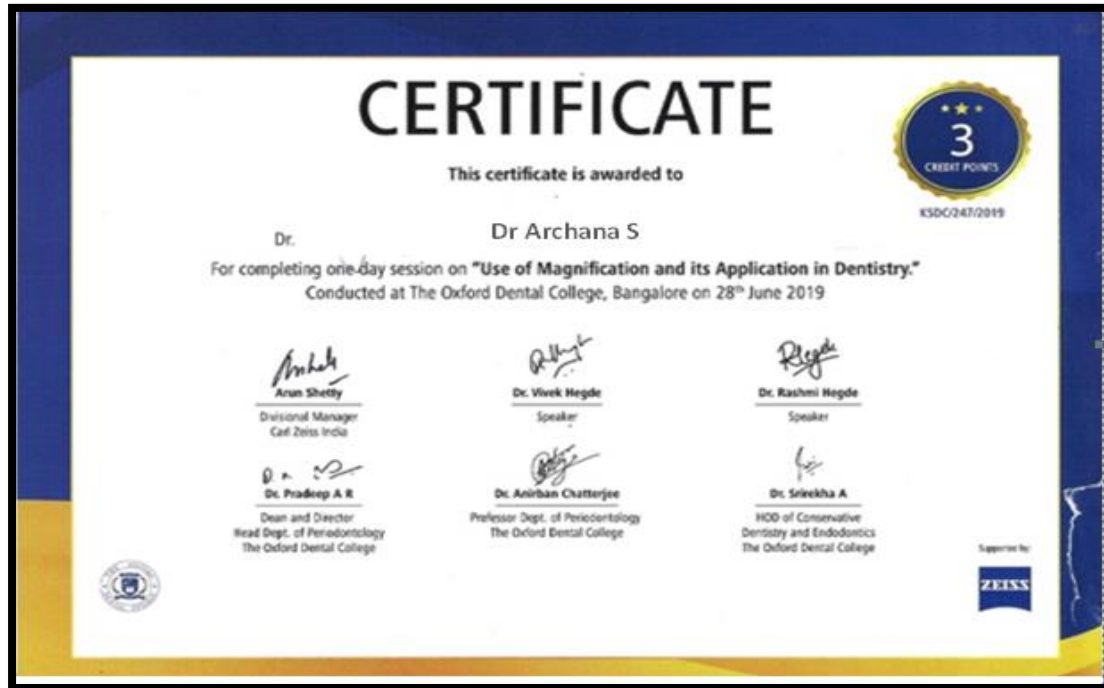 CERTIFICATE
This certificate is awarded to
3
CREDIT POINTS
KSDC/247/2019
Dr. Dr Archana S
For completing one-day session on "Use of Magnification and its Application in Dentistry."
Conducted at The Oxford Dental College, Bangalore on 28th June 2019
Arun Shetty
Divisional Manager
Carl Zeiss India
Dr. Vivek Hegde
Speaker
Dr. Rashmi Hegde
Speaker
Dr. Pradeep A R
Dean and Director
Head Dept. of Periodontology
The Oxford Dental College
Dr. Anirban Chatterjee
Professor Dept. of Periodontology
The Oxford Dental College
Dr. Srirekha A
HOD of Conservative
Dentistry and Endodontics
The Oxford Dental College
Supported by
ZEISS